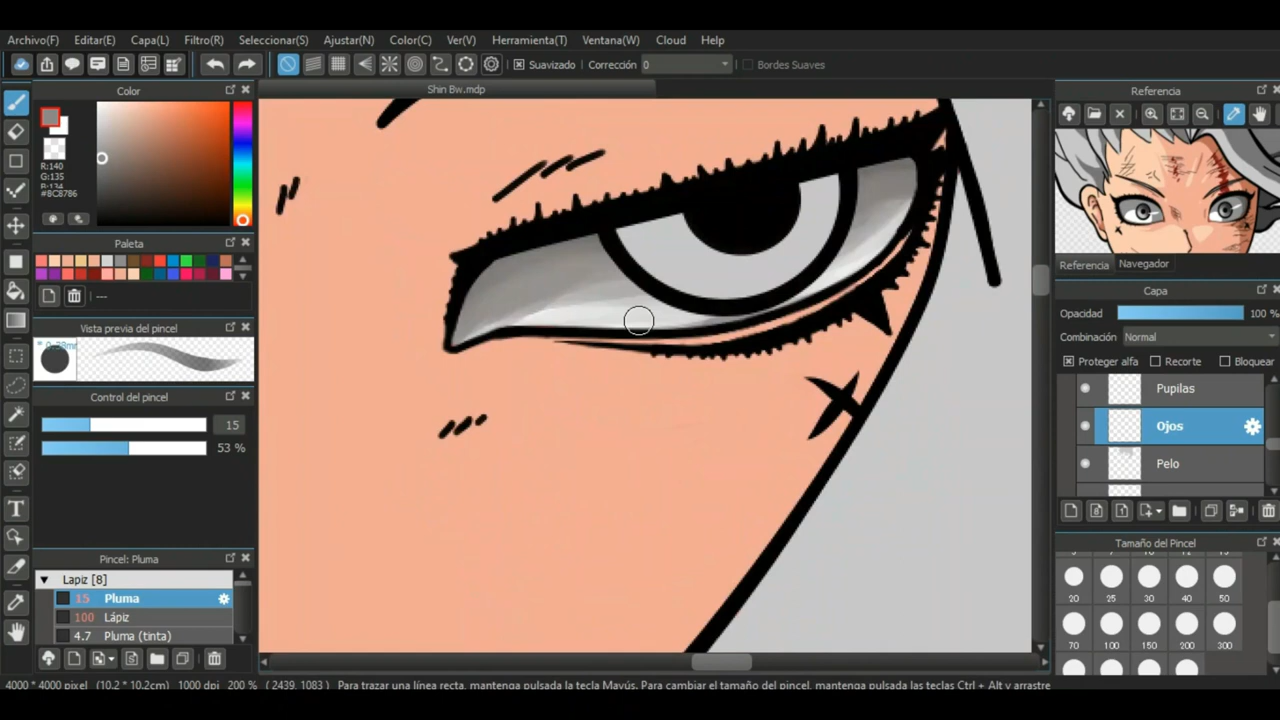 Archivo(F) Editar(E) Capa(L) Filtro(R) Seleccionar(S) Ajustar(N) Color(C) Ver(V) Herramienta(T) Ventana(W) Cloud Help
Suavizado Corrección 0 Bordes Suaves
Color
Shin Bw.mdp
Referencia
R:140
G:135
B:134
#8C8786
Paleta
---
Vista previa del pincel
Control del pincel
15
53 %
Pincel: Pluma
Lapiz [8]
15 Pluma
100 Lápiz
4.7 Pluma (tinta)
Referencia Navegador
Capa
Opacidad 100 %
Combinación Normal
Proteger alfa Recorte Bloquear
Pupilas
Ojos
Pelo
Tamaño del Pincel
20 25 30 40 50
70 100 150 200 300
4000 * 4000 pixel (10.2 * 10.2cm) 1000 dpi 200 % ( 2439, 1083 ) Para trazar una línea recta, mantenga pulsada la tecla Mayús. Para cambiar el tamaño del pincel, mantenga pulsadas las teclas Ctrl + Alt y arrastre